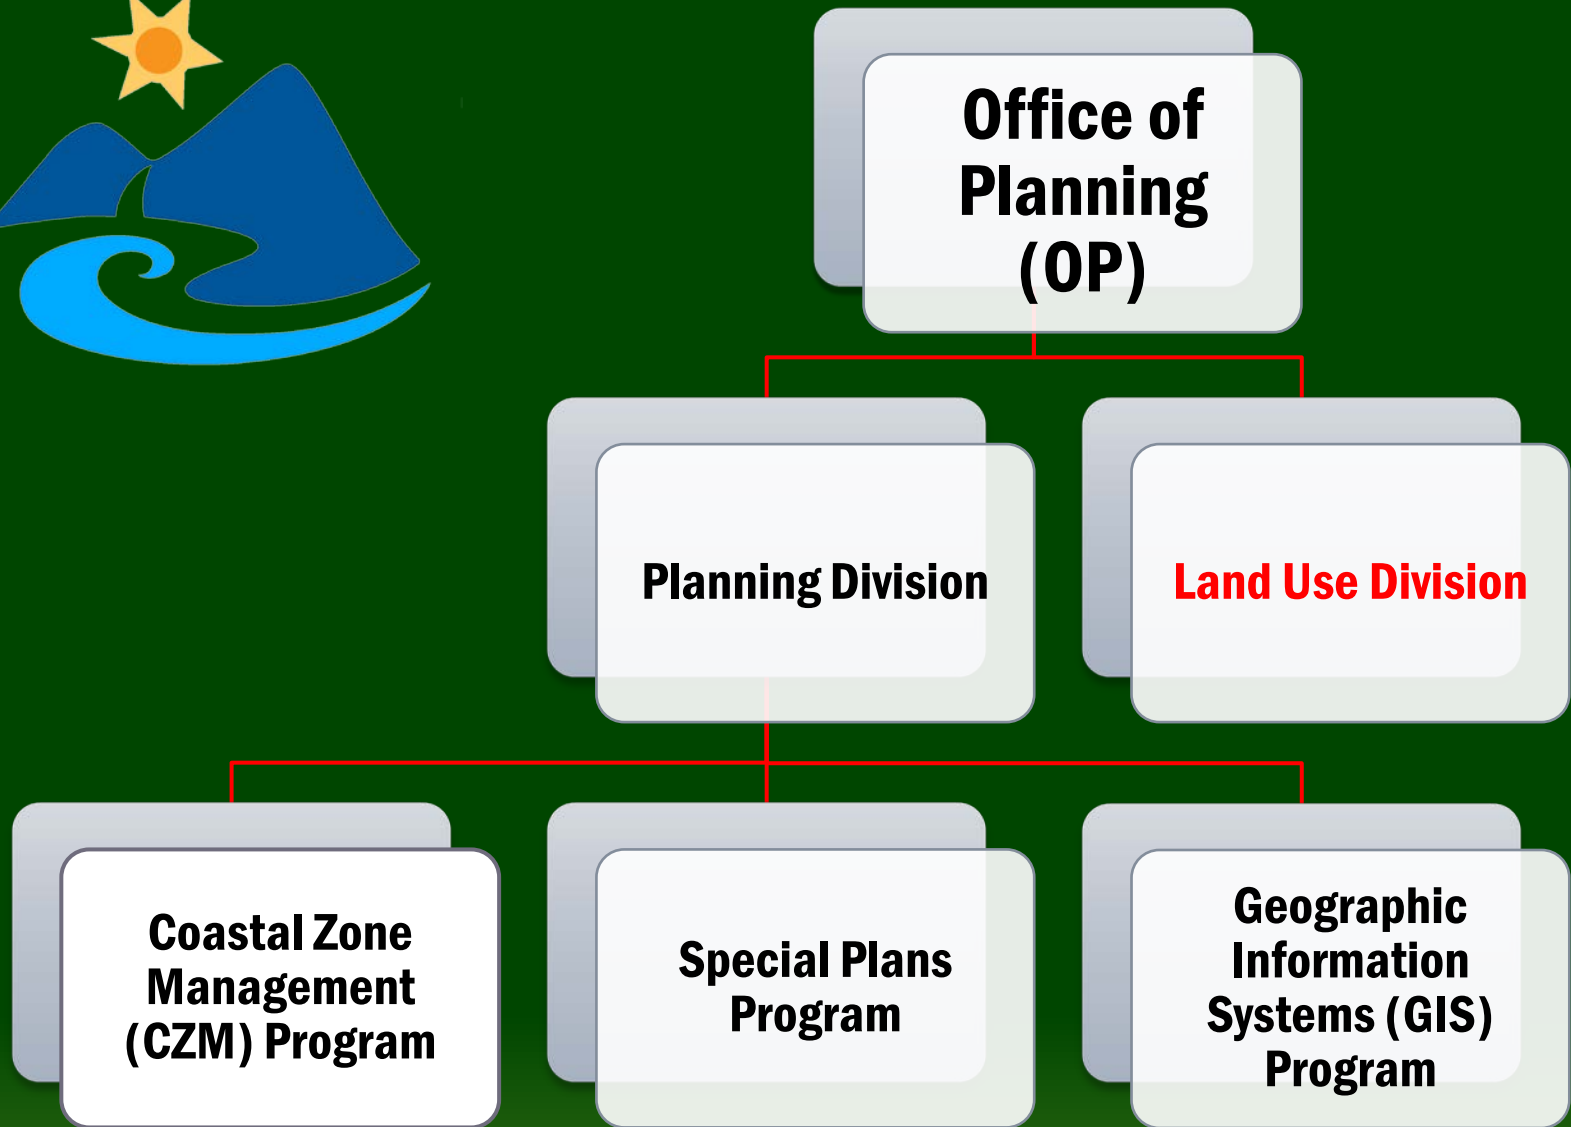 Office of
Planning
(OP)
Planning Division
Land Use Division
Coastal Zone
Management
(CZM) Program
Special Plans
Program
Geographic
Information
Systems (GIS)
Program